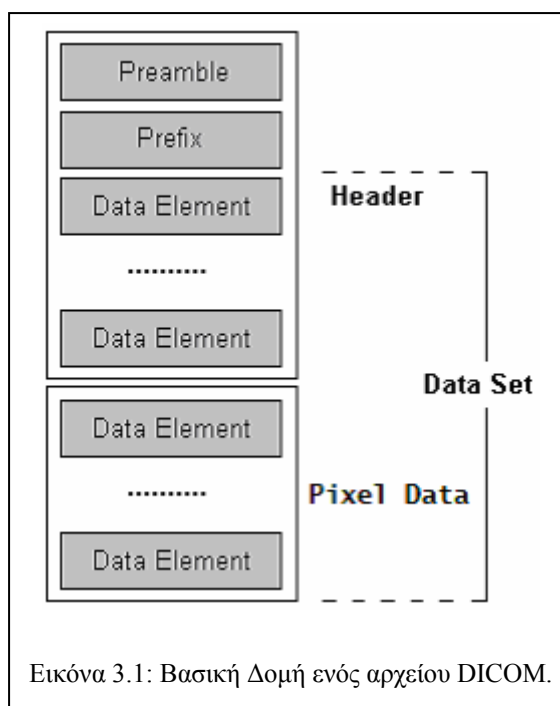 Preamble
Prefix
Data Element
..........
Data Element
Data Element
..........
Data Element
Header
Data Set
Pixel Data
Εικόνα 3.1: Βασική Δομή ενός αρχείου DICOM.